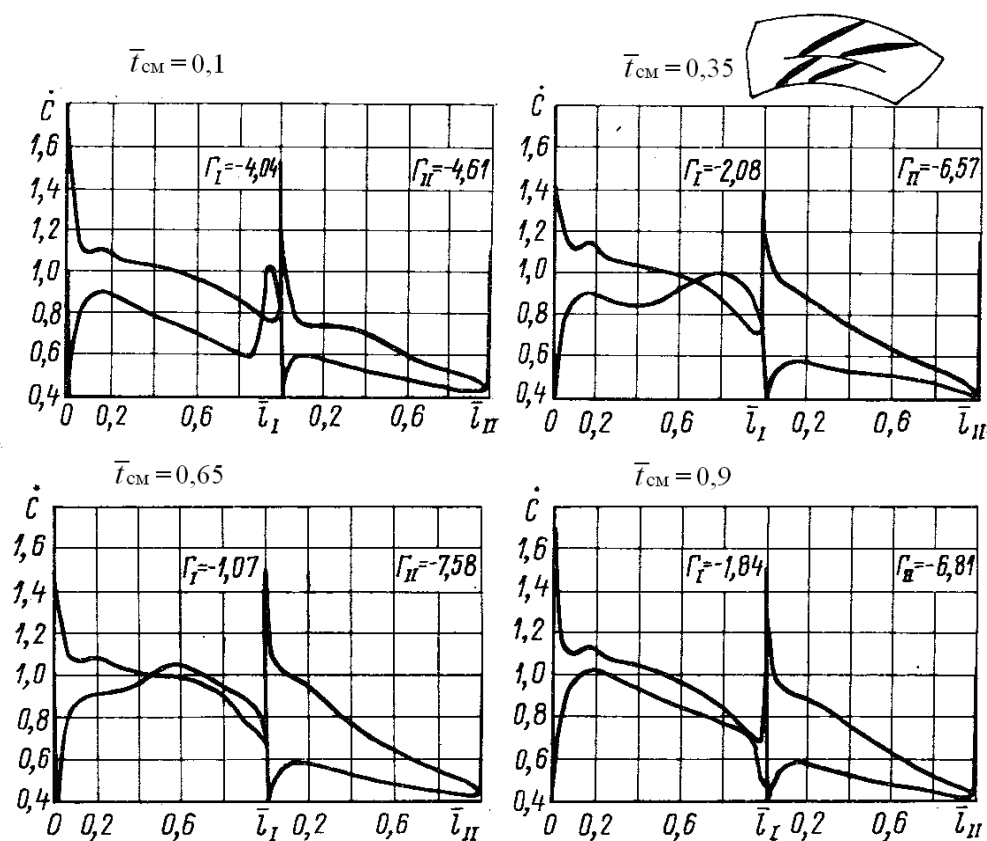 t̅см = 0,1
Ċ
1,6
1,4
1,2
1,0
0,8
0,6
0,4
Γ_I=-4,04
Γ_II=-4,61
0 0,2 0,6 l̅_I 0,2 0,6 l̅_II
t̅см = 0,35
Ċ
1,6
1,4
1,2
1,0
0,8
0,6
0,4
Γ_I=-2,08
Γ_II=-6,57
0 0,2 0,6 l̅_I 0,2 0,6 l̅_II
t̅см = 0,65
Ċ
1,6
1,4
1,2
1,0
0,8
0,6
0,4
Γ_I=-1,07
Γ_II=-7,58
0 0,2 0,6 l̅_I 0,2 0,6 l̅_II
t̅см = 0,9
Ċ
1,6
1,4
1,2
1,0
0,8
0,6
0,4
Γ_I=-1,84
Γ_II=-6,81
0 0,2 0,6 l̅_I 0,2 0,6 l̅_II